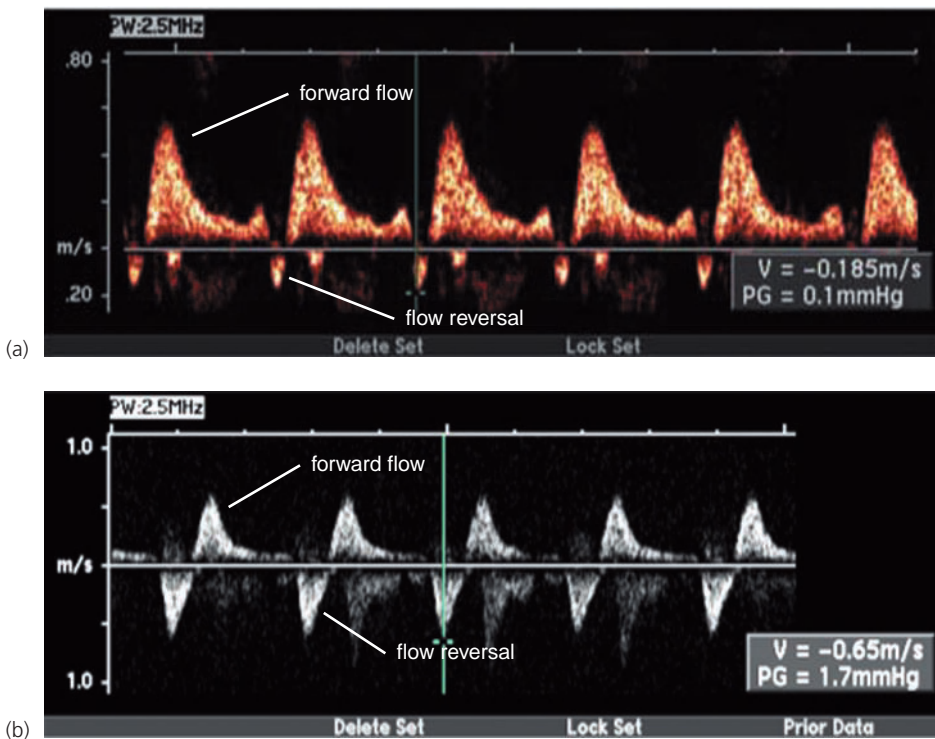 PW:2.5MHz
.80
forward flow
m/s
V = −0.185m/s
PG = 0.1mmHg
.20
flow reversal
(a)
Delete Set Lock Set
PW:2.5MHz
1.0
forward flow
m/s
flow reversal
V = −0.65m/s
PG = 1.7mmHg
1.0
(b)
Delete Set Lock Set Prior Data